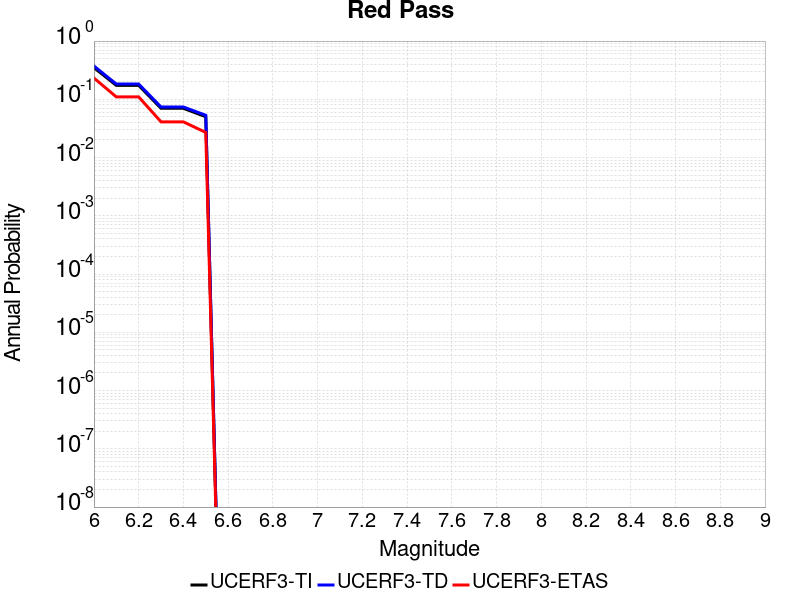 Red Pass
Annual Probability
10^0
10^-1
10^-2
10^-3
10^-4
10^-5
10^-6
10^-7
10^-8
6 6.2 6.4 6.6 6.8 7 7.2 7.4 7.6 7.8 8 8.2 8.4 8.6 8.8 9
Magnitude
UCERF3-TI UCERF3-TD UCERF3-ETAS